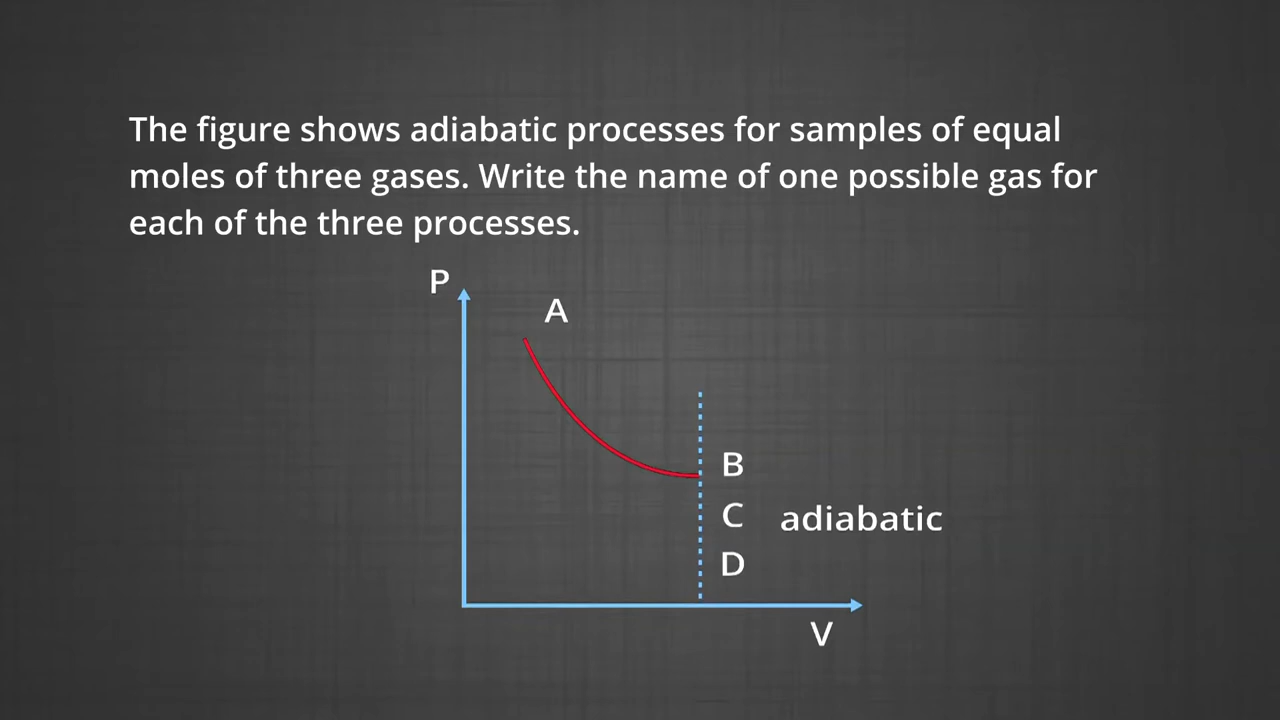 The figure shows adiabatic processes for samples of equal
moles of three gases. Write the name of one possible gas for
each of the three processes.
P
A
B
C adiabatic
D
V